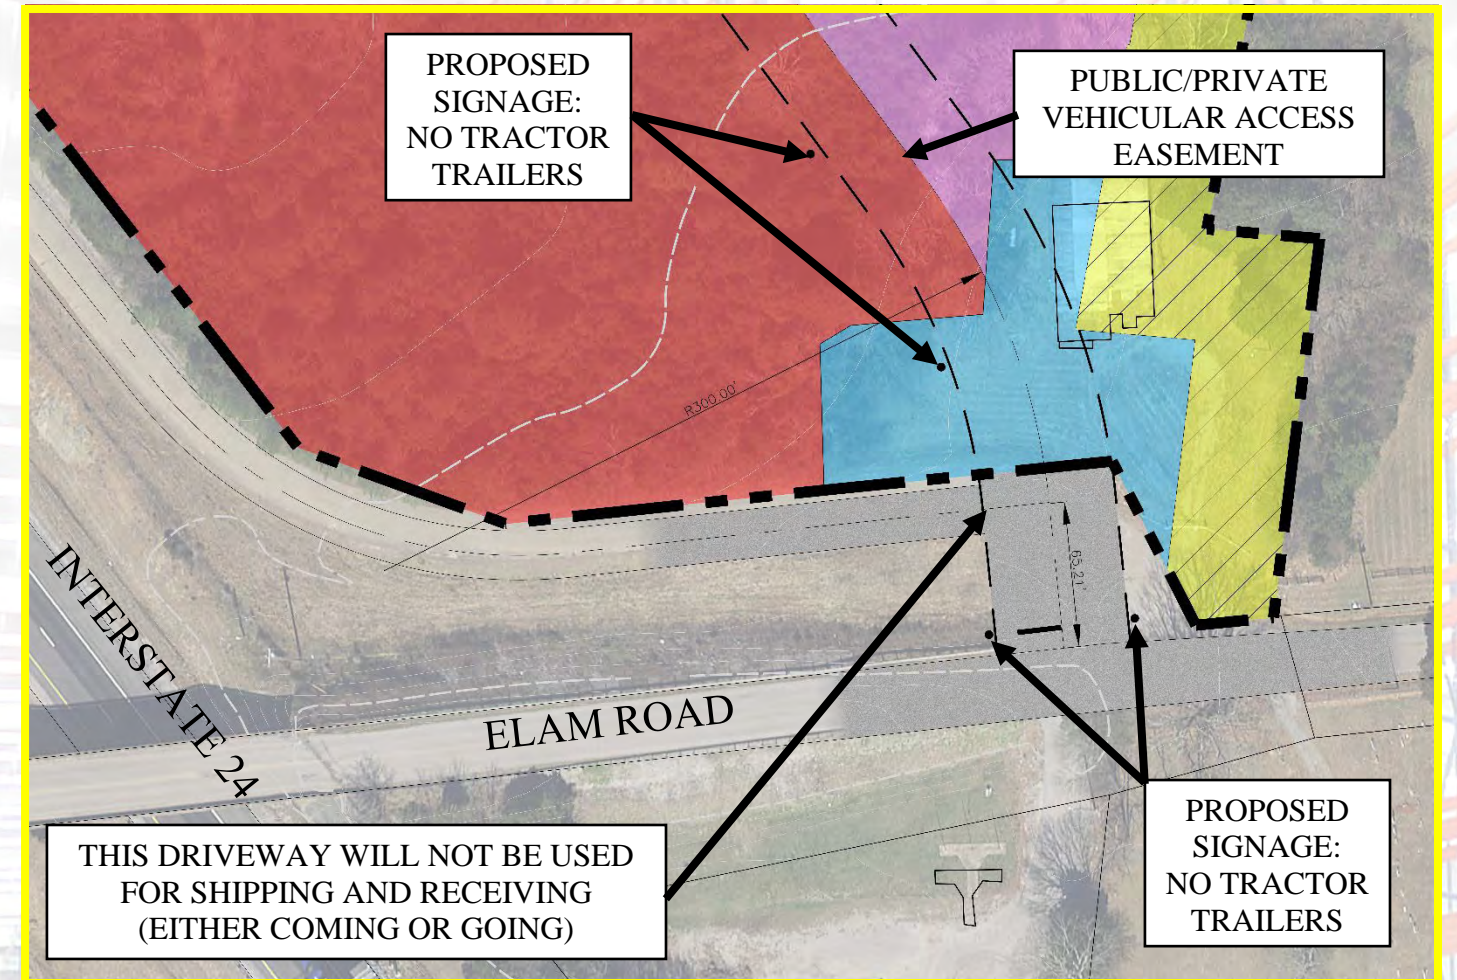 PROPOSED
SIGNAGE:
NO TRACTOR
TRAILERS
PUBLIC/PRIVATE
VEHICULAR ACCESS
EASEMENT
R300.00'
65.21'
INTERSTATE 24
ELAM ROAD
THIS DRIVEWAY WILL NOT BE USED
FOR SHIPPING AND RECEIVING
(EITHER COMING OR GOING)
PROPOSED
SIGNAGE:
NO TRACTOR
TRAILERS